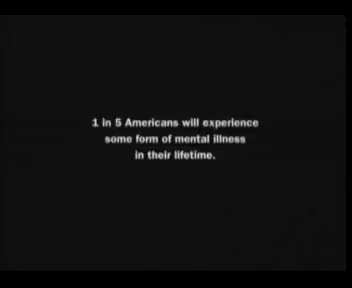 1 in 5 Americans will experience
some form of mental illness
in their lifetime.